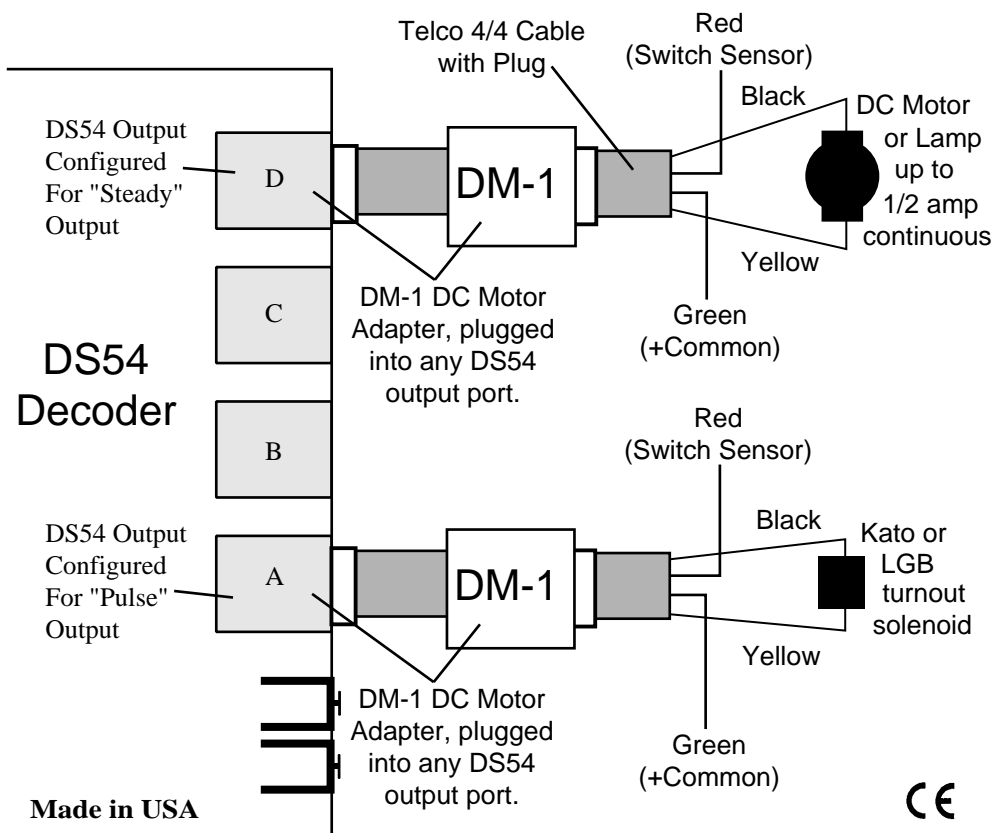 Telco 4/4 Cable
with Plug
Red
(Switch Sensor)
Black
DC Motor
or Lamp
up to
1/2 amp
continuous
DS54 Output
Configured
For "Steady"
Output
D
DM-1
Yellow
Green
(+Common)
C
DM-1 DC Motor
Adapter, plugged
into any DS54
output port.
DS54
Decoder
B
Red
(Switch Sensor)
Black
Kato or
LGB
turnout
solenoid
DS54 Output
Configured
For "Pulse"
Output
A
DM-1
Yellow
Green
(+Common)
DM-1 DC Motor
Adapter, plugged
into any DS54
output port.
Made in USA
CE